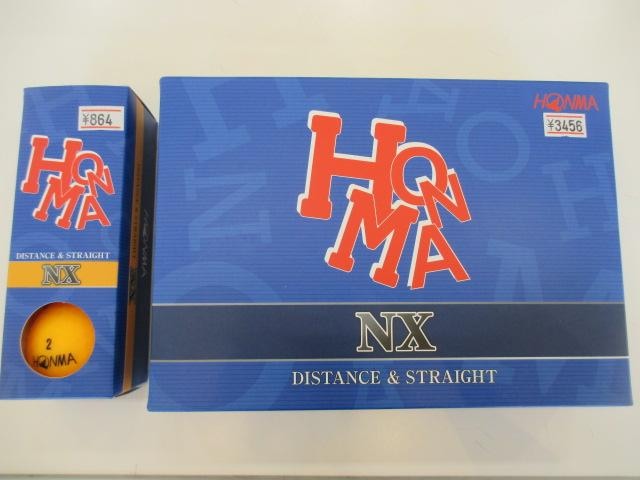 ¥864
HONMA
DISTANCE & STRAIGHT
NX
2
HONMA
HONMA
¥3456
HONMA
NX
DISTANCE & STRAIGHT